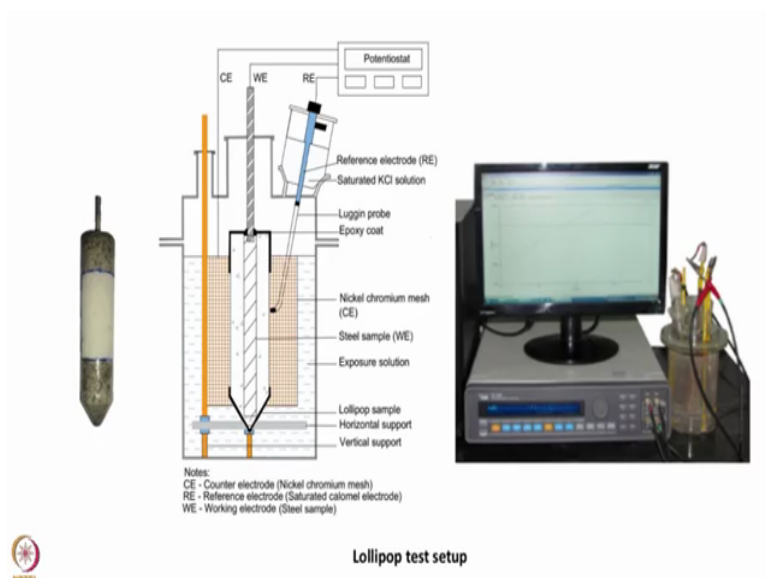 Potentiostat
CE
WE
RE
Reference electrode (RE)
Saturated KCl solution
Luggin probe
Epoxy coat
Nickel chromium mesh
(CE)
Steel sample (WE)
Exposure solution
Lollipop sample
Horizontal support
Vertical support
Notes:
CE - Counter electrode (Nickel chromium mesh)
RE - Reference electrode (Saturated calomel electrode)
WE - Working electrode (Steel sample)
Lollipop test setup